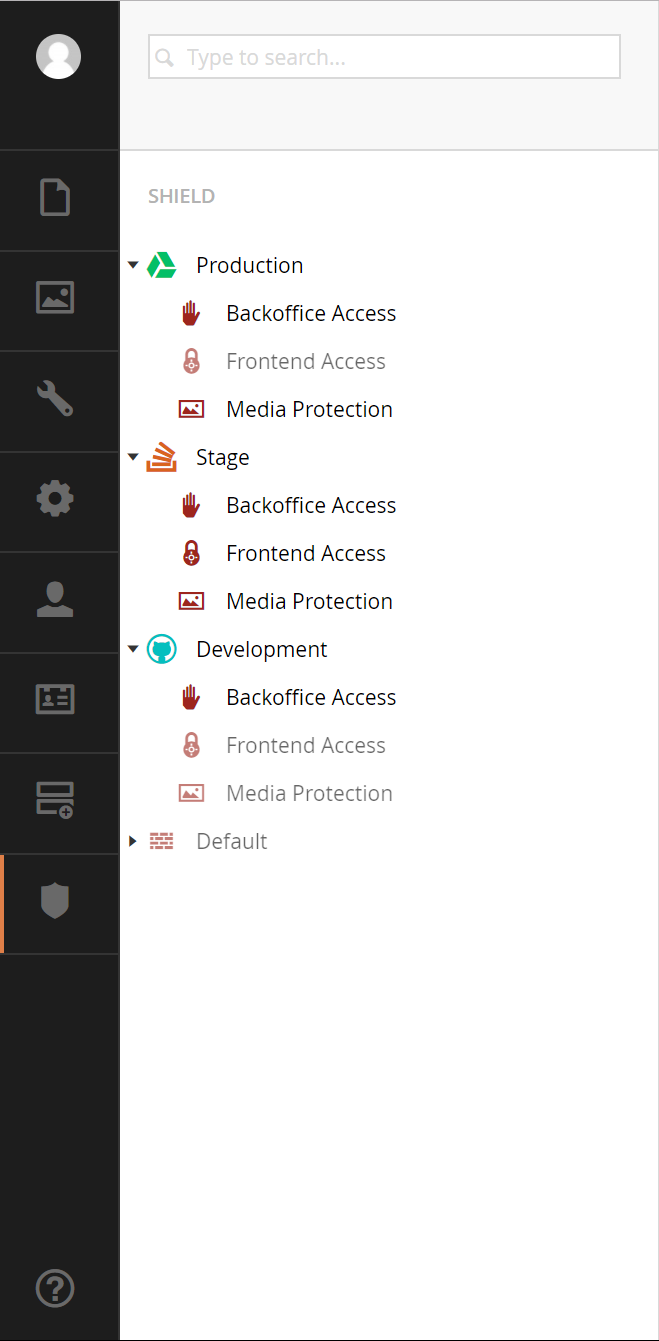 Type to search...
SHIELD
Production
Backoffice Access
Frontend Access
Media Protection
Stage
Backoffice Access
Frontend Access
Media Protection
Development
Backoffice Access
Frontend Access
Media Protection
Default